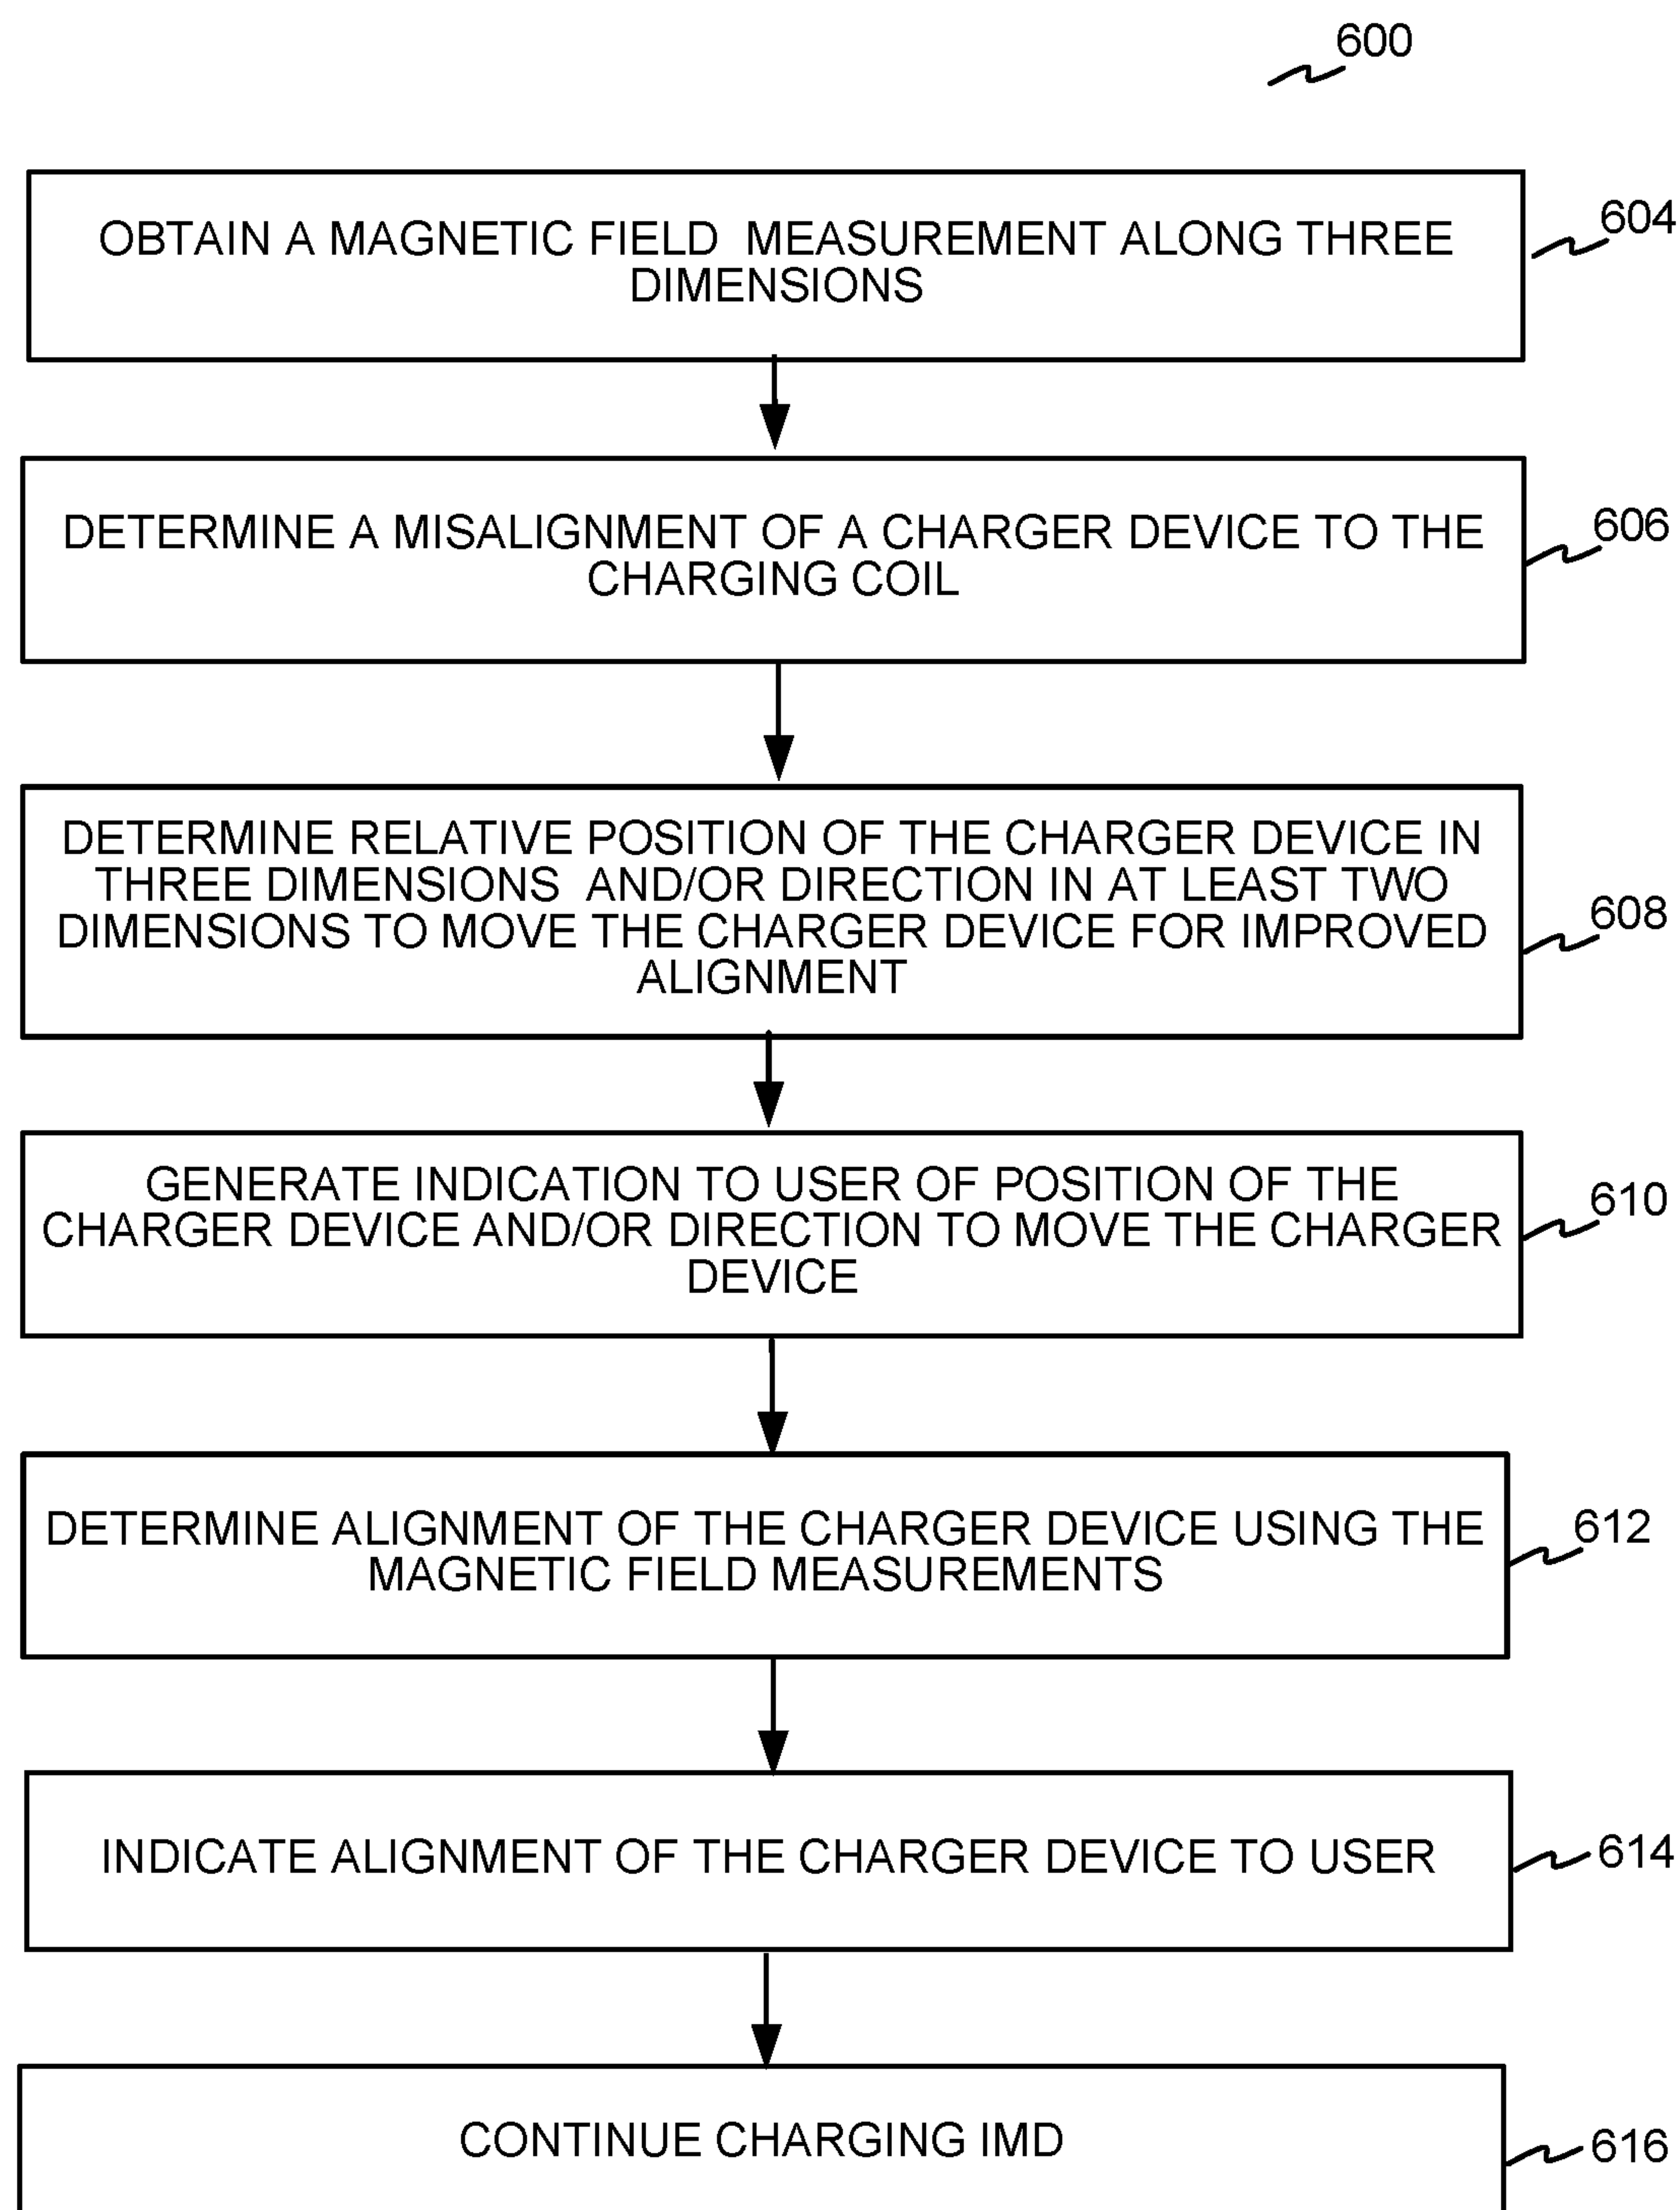 600
OBTAIN A MAGNETIC FIELD MEASUREMENT ALONG THREE
DIMENSIONS
604
DETERMINE A MISALIGNMENT OF A CHARGER DEVICE TO THE
CHARGING COIL
606
DETERMINE RELATIVE POSITION OF THE CHARGER DEVICE IN
THREE DIMENSIONS AND/OR DIRECTION IN AT LEAST TWO
DIMENSIONS TO MOVE THE CHARGER DEVICE FOR IMPROVED
ALIGNMENT
608
GENERATE INDICATION TO USER OF POSITION OF THE
CHARGER DEVICE AND/OR DIRECTION TO MOVE THE CHARGER
DEVICE
610
DETERMINE ALIGNMENT OF THE CHARGER DEVICE USING THE
MAGNETIC FIELD MEASUREMENTS
612
INDICATE ALIGNMENT OF THE CHARGER DEVICE TO USER
614
CONTINUE CHARGING IMD
616